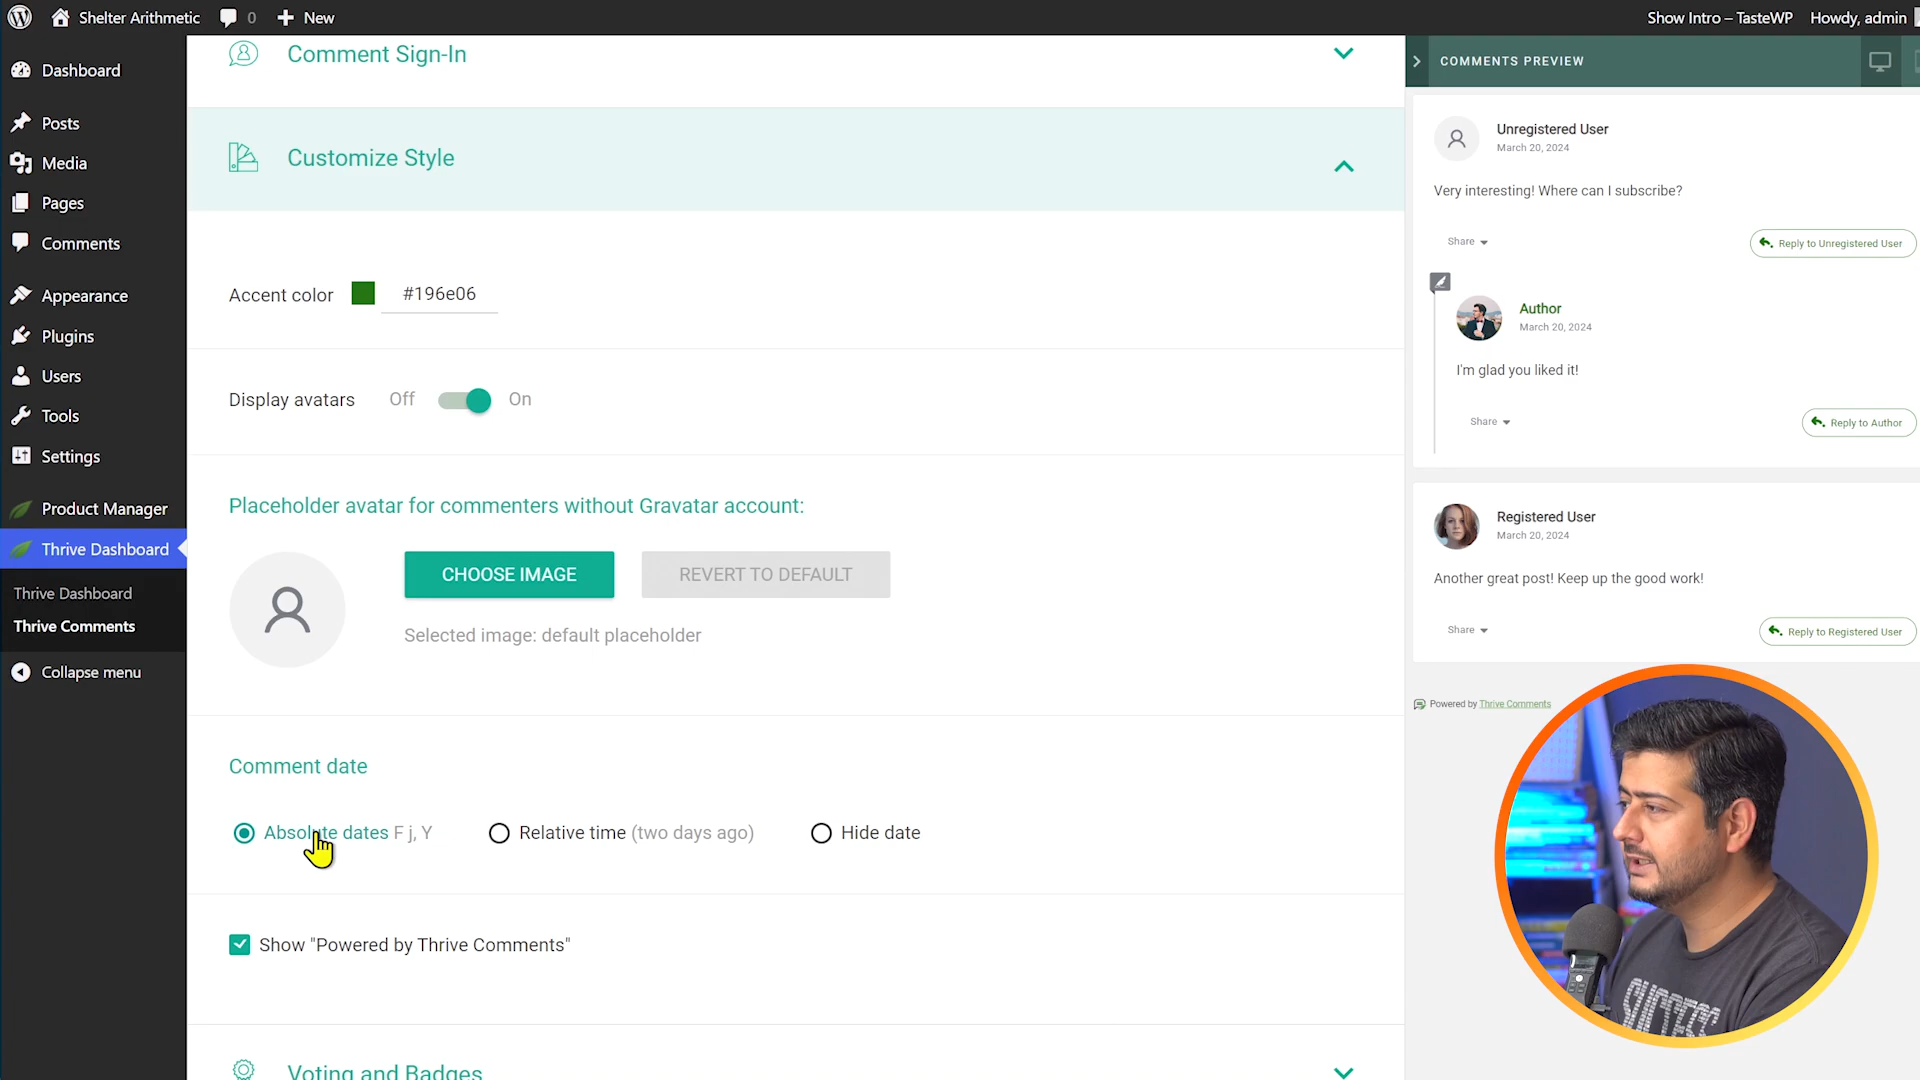 Shelter Arithmetic
0
New
Show Intro – TasteWP
Howdy, admin
Dashboard
Posts
Media
Pages
Comments
Appearance
Plugins
Users
Tools
Settings
Product Manager
Thrive Dashboard
Thrive Dashboard
Thrive Comments
Collapse menu
Comment Sign-In
Customize Style
Accent color #196e06
Display avatars Off On
Placeholder avatar for commenters without Gravatar account:
CHOOSE IMAGE REVERT TO DEFAULT
Selected image: default placeholder
Comment date
Absolute dates F j, Y Relative time (two days ago) Hide date
Show "Powered by Thrive Comments"
Voting and Badges
COMMENTS PREVIEW
Unregistered User
March 20, 2024
Very interesting! Where can I subscribe?
Share
Reply to Unregistered User
Author
March 20, 2024
I'm glad you liked it!
Share
Reply to Author
Registered User
March 20, 2024
Another great post! Keep up the good work!
Share
Reply to Registered User
Powered by Thrive Comments
SUCCESS